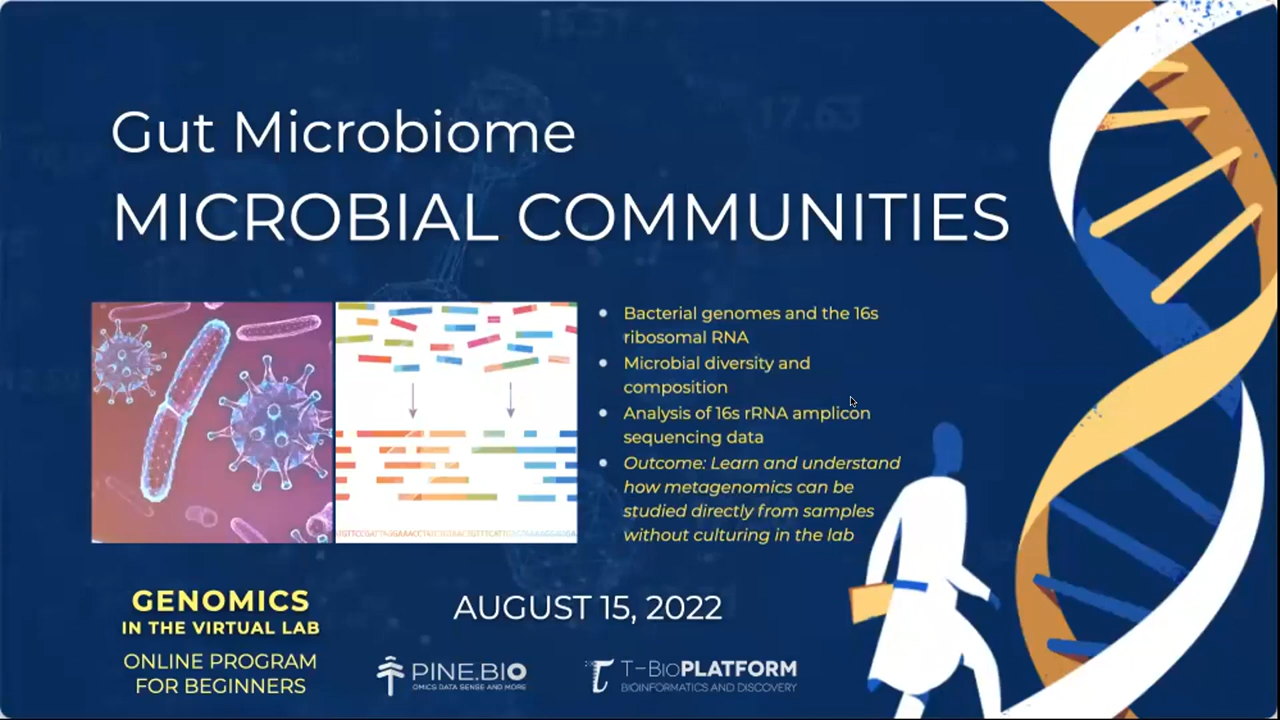 Gut Microbiome
MICROBIAL COMMUNITIES
Bacterial genomes and the 16s
ribosomal RNA
Microbial diversity and
composition
Analysis of 16s rRNA amplicon
sequencing data
Outcome: Learn and understand
how metagenomics can be
studied directly from samples
without culturing in the lab
GENOMICS
IN THE VIRTUAL LAB
ONLINE PROGRAM
FOR BEGINNERS
AUGUST 15, 2022
PINE.BIO
OMICS DATA SENSE AND MORE
T-BioPLATFORM
BIOINFORMATICS AND DISCOVERY
17.63